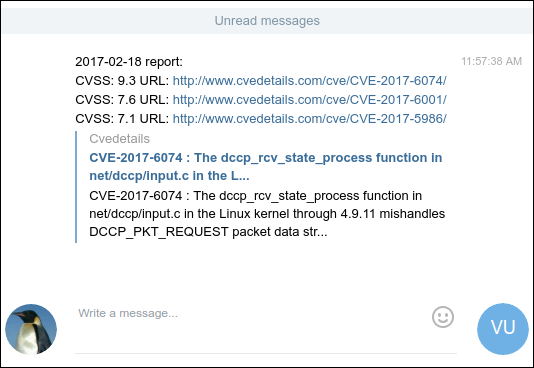 Unread messages
2017-02-18 report:
11:57:38 AM
CVSS: 9.3 URL: http://www.cvedetails.com/cve/CVE-2017-6074/
CVSS: 7.6 URL: http://www.cvedetails.com/cve/CVE-2017-6001/
CVSS: 7.1 URL: http://www.cvedetails.com/cve/CVE-2017-5986/
Cvedetails
CVE-2017-6074 : The dccp_rcv_state_process function in
net/dccp/input.c in the L...
CVE-2017-6074 : The dccp_rcv_state_process function in
net/dccp/input.c in the Linux kernel through 4.9.11 mishandles
DCCP_PKT_REQUEST packet data str...
Write a message...
VU